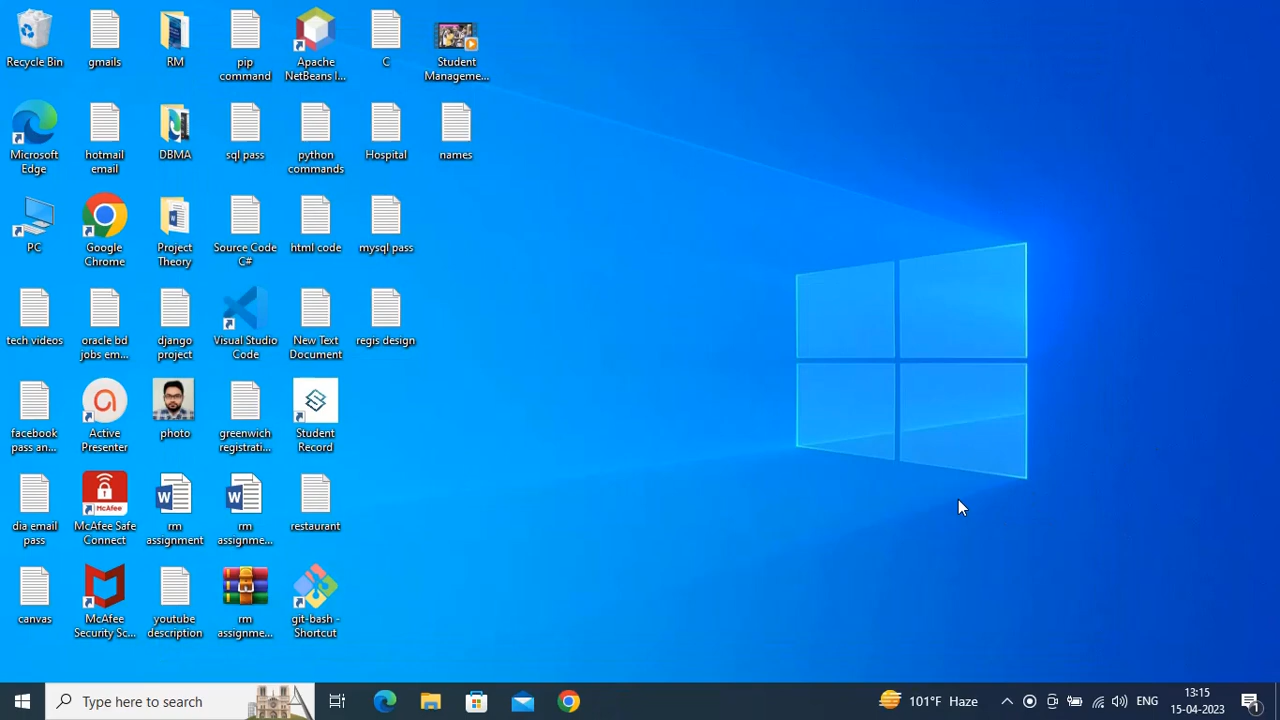 Recycle Bin
gmails
RM
pip
command
Apache
NetBeans I...
C
Student
Manageme...
Microsoft
Edge
hotmail
email
DBMA
sql pass
python
commands
Hospital
names
PC
Google
Chrome
Project
Theory
Source Code
C#
html code
mysql pass
tech videos
oracle bd
jobs em...
django
project
Visual Studio
Code
New Text
Document
regis design
facebook
pass an...
Active
Presenter
photo
greenwich
registrati...
Student
Record
dia email
pass
McAfee
McAfee Safe
Connect
rm
assignment
rm
assignme...
restaurant
canvas
McAfee
Security Sc...
youtube
description
rm
assignme...
git-bash -
Shortcut
Type here to search
101°F Haze
ENG
13:15
15-04-2023
1